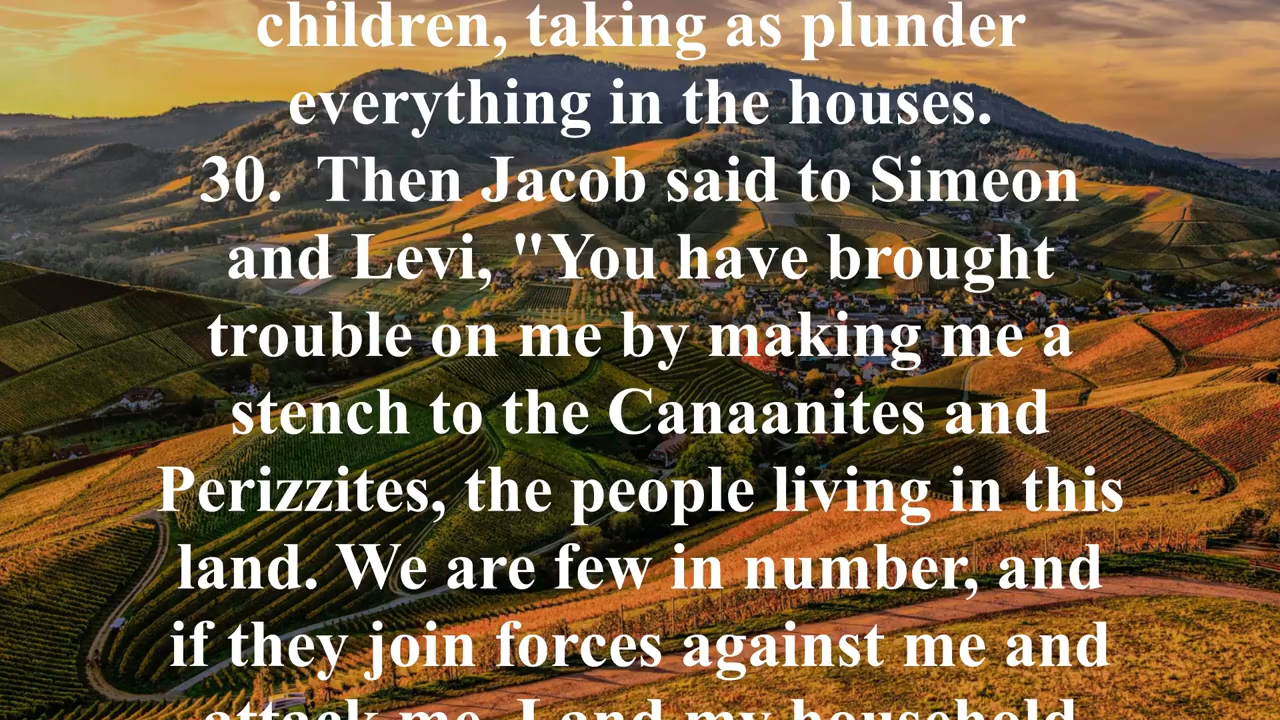 children, taking as plunder
everything in the houses.
30.  Then Jacob said to Simeon
and Levi, "You have brought
trouble on me by making me a
stench to the Canaanites and
Perizzites, the people living in this
land. We are few in number, and
if they join forces against me and
attack me, I and my household